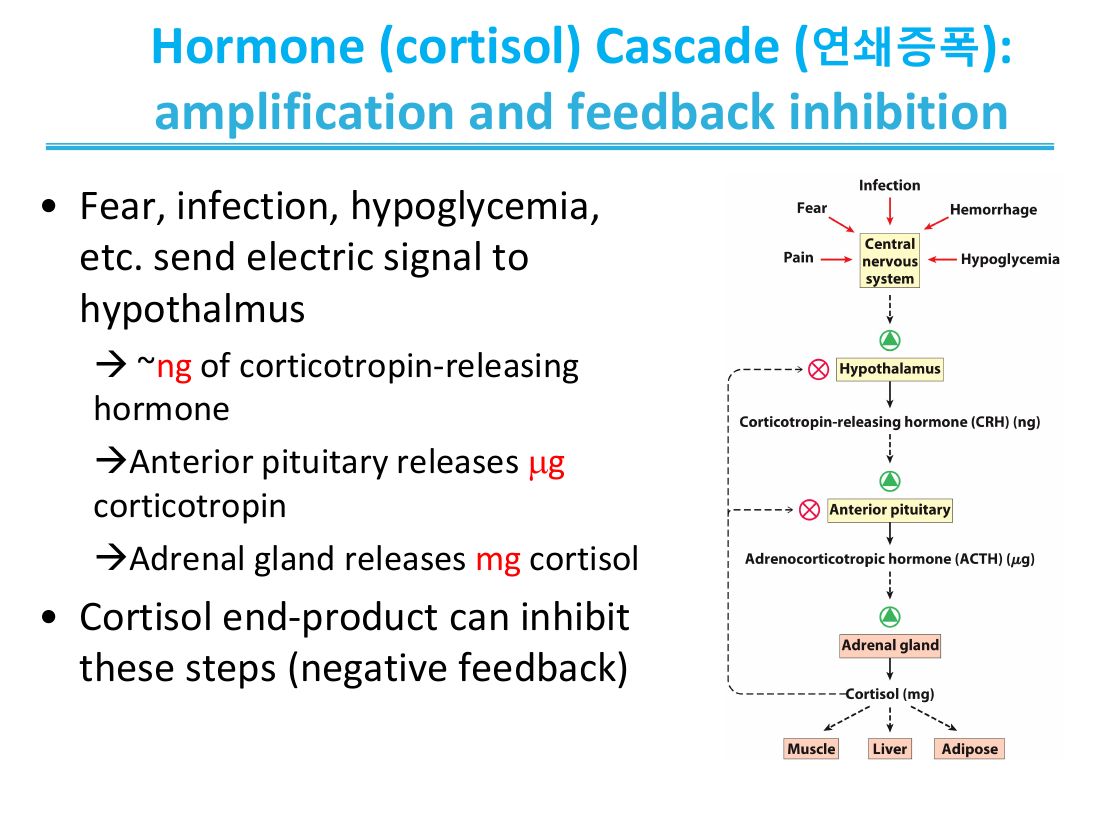 Hormone (cortisol) Cascade (연쇄증폭):
amplification and feedback inhibition
• Fear, infection, hypoglycemia,
etc. send electric signal to
hypothalmus
→ ~ng of corticotropin-releasing
hormone
→Anterior pituitary releases μg
corticotropin
→Adrenal gland releases mg cortisol
• Cortisol end-product can inhibit
these steps (negative feedback)
Infection
Fear
Hemorrhage
Central
nervous
system
Pain
Hypoglycemia
Hypothalamus
Corticotropin-releasing hormone (CRH) (ng)
Anterior pituitary
Adrenocorticotropic hormone (ACTH) (μg)
Adrenal gland
Cortisol (mg)
Muscle
Liver
Adipose